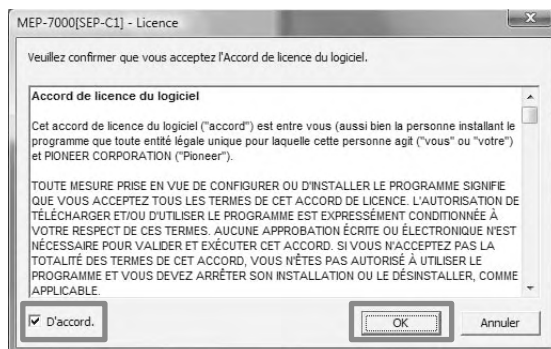 MEP-7000[SEP-C1] - Licence
Veuillez confirmer que vous acceptez l'Accord de licence du logiciel.
Accord de licence du logiciel
Cet accord de licence du logiciel ("accord") est entre vous (aussi bien la personne installant le
programme que toute entité légale unique pour laquelle cette personne agit ("vous" ou "votre")
et PIONEER CORPORATION ("Pioneer").
TOUTE MESURE PRISE EN VUE DE CONFIGURER OU D'INSTALLER LE PROGRAMME SIGNIFIE
QUE VOUS ACCEPTEZ TOUS LES TERMES DE CET ACCORD DE LICENCE. L'AUTORISATION DE
TÉLÉCHARGER ET/OU D'UTILISER LE PROGRAMME EST EXPRESSÉMENT CONDITIONNÉE À
VOTRE RESPECT DE CES TERMES. AUCUNE APPROBATION ÉCRITE OU ÉLECTRONIQUE N'EST
NÉCESSAIRE POUR VALIDER ET EXÉCUTER CET ACCORD. SI VOUS N'ACCEPTEZ PAS LA
TOTALITÉ DES TERMES DE CET ACCORD, VOUS N'ÊTES PAS AUTORISÉ À UTILISER LE
PROGRAMME ET VOUS DEVEZ ARRÊTER SON INSTALLATION OU LE DÉSINSTALLER, COMME
APPLICABLE.
D'accord.
OK
Annuler